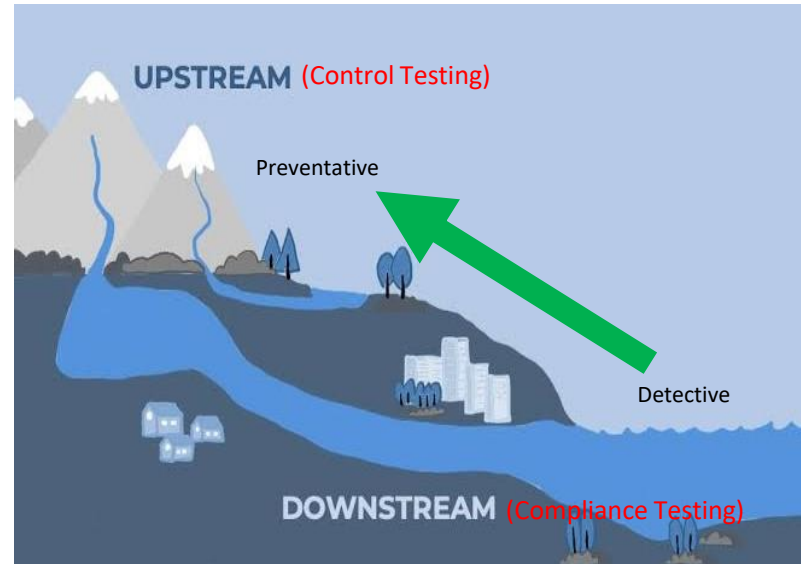 UPSTREAM (Control Testing)
Preventative
Detective
DOWNSTREAM (Compliance Testing)